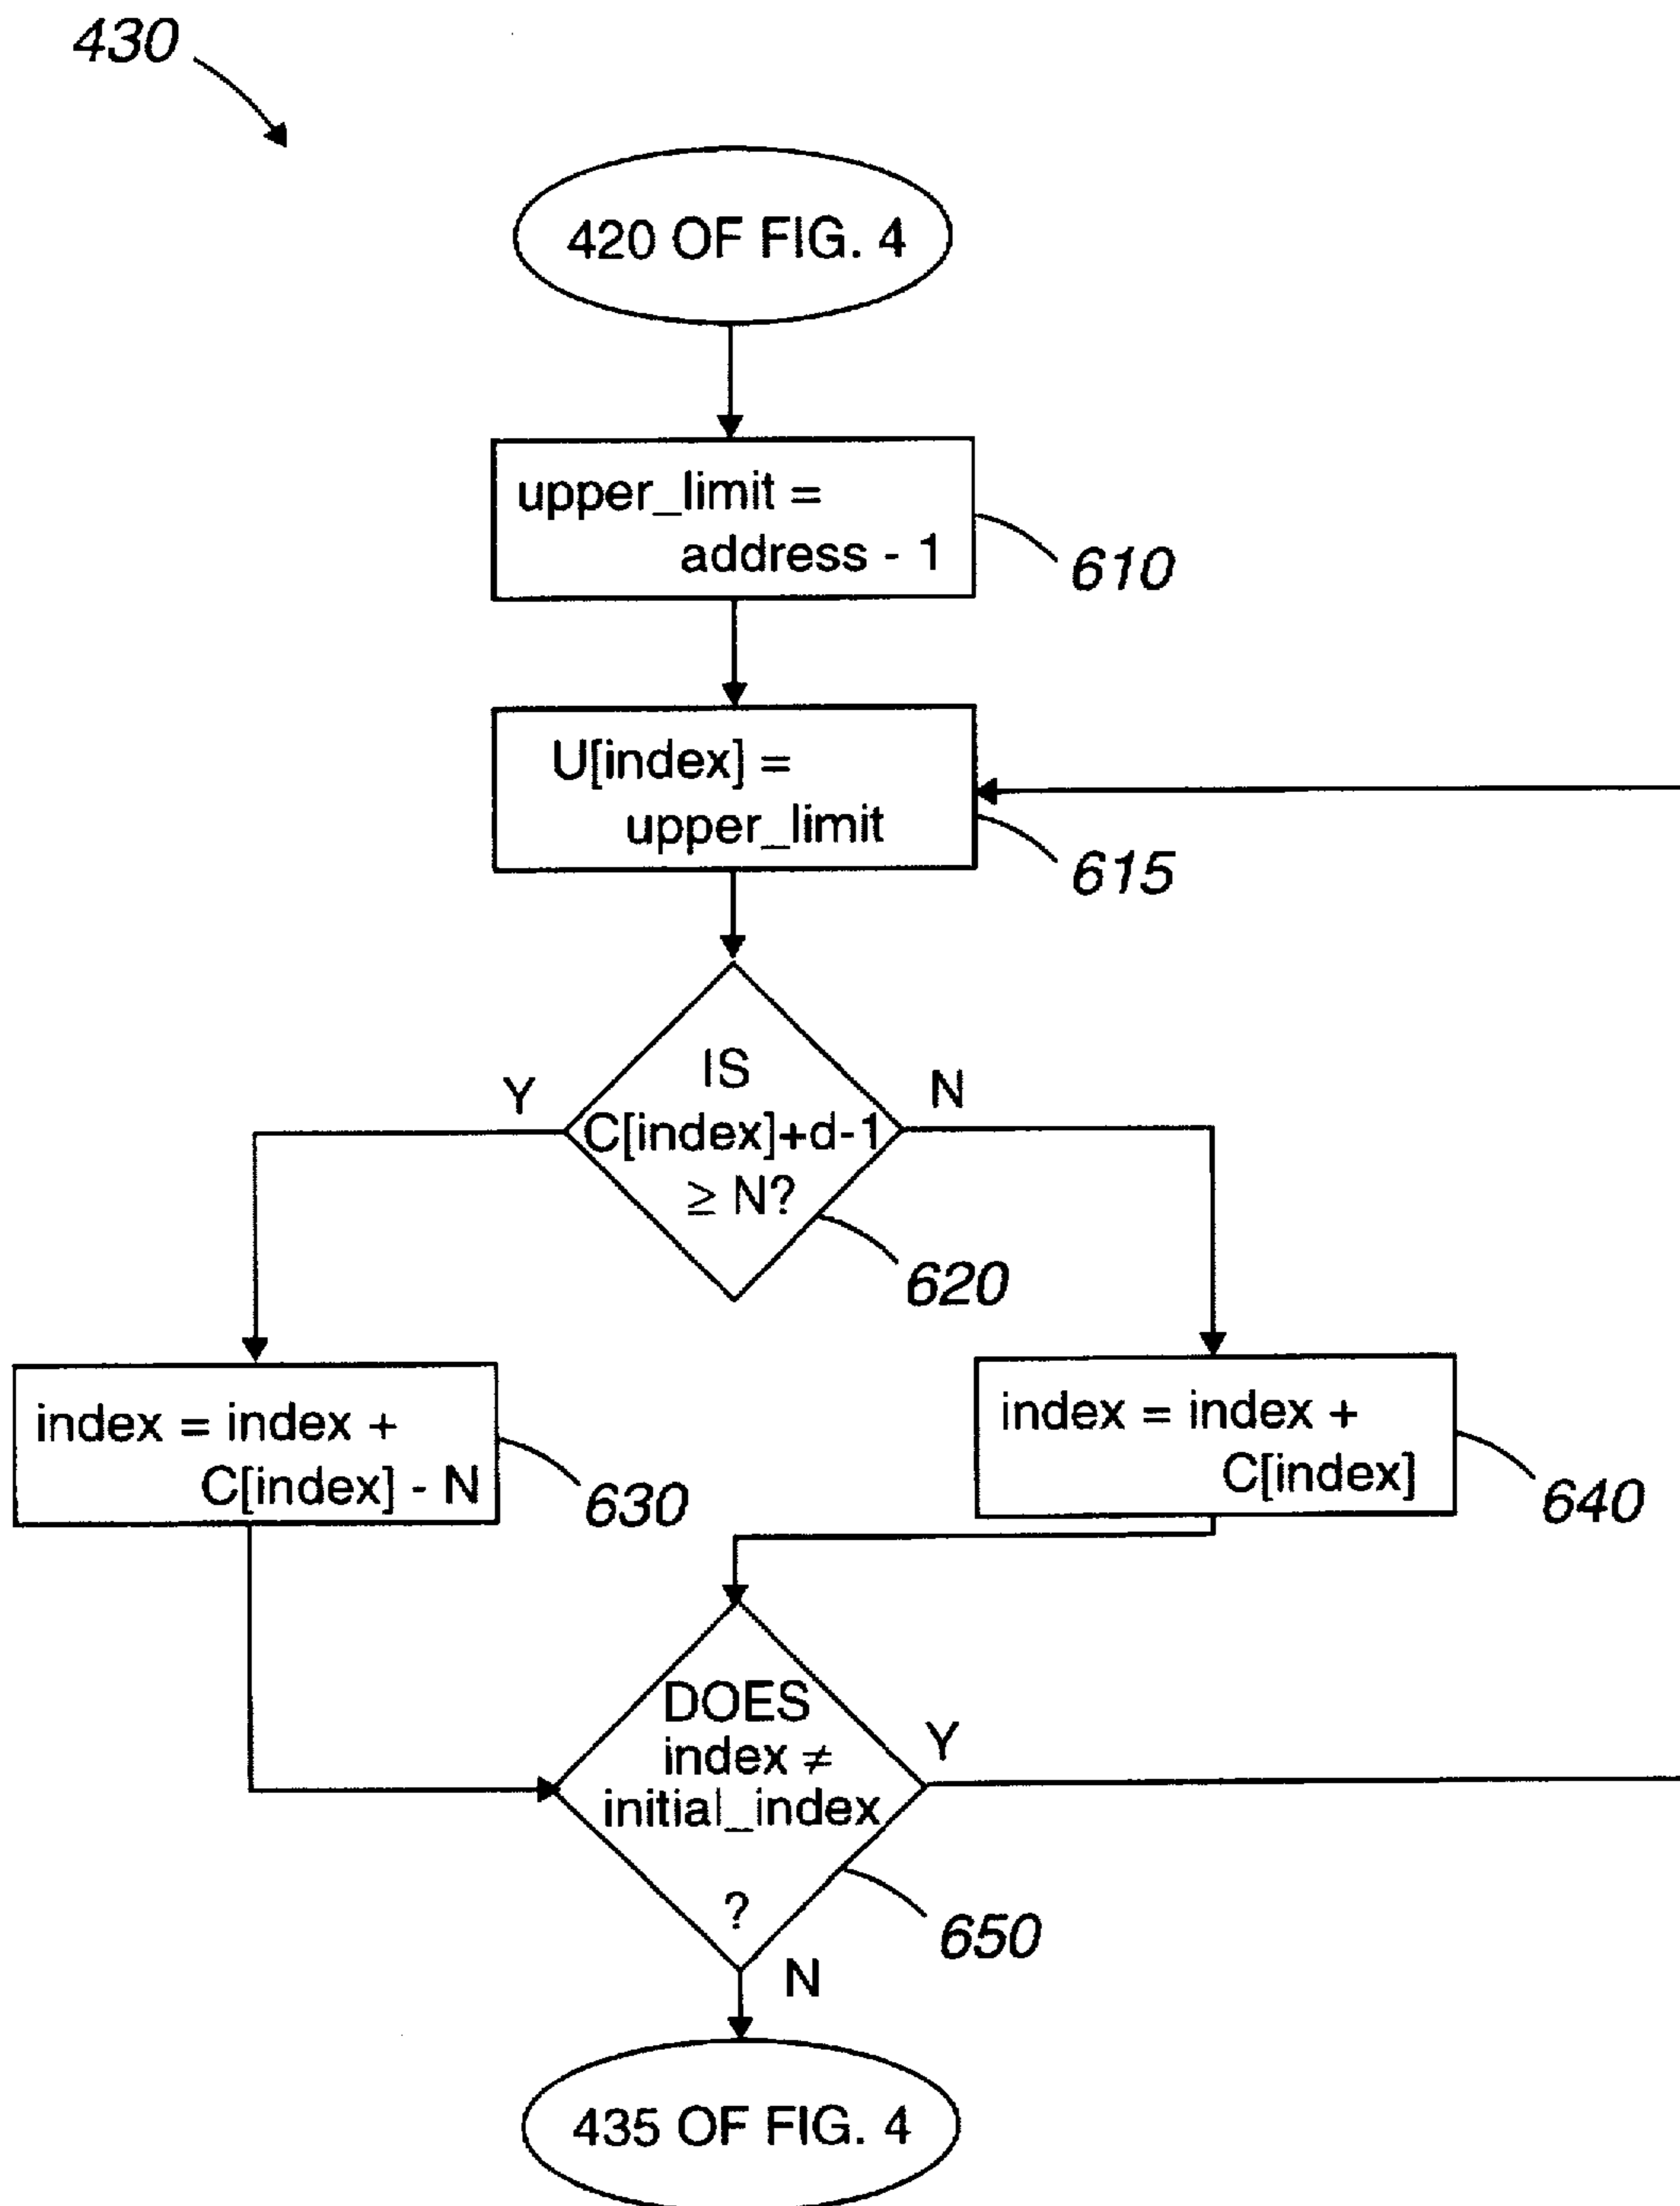 430
420 OF FIG. 4
upper_limit =
address - 1
610
U[index] =
upper_limit
615
IS
C[index]+d-1
≥ N?
Y
N
620
index = index +
C[index] - N
630
index = index +
C[index]
640
DOES
index ≠
initial_index
?
Y
650
N
435 OF FIG. 4